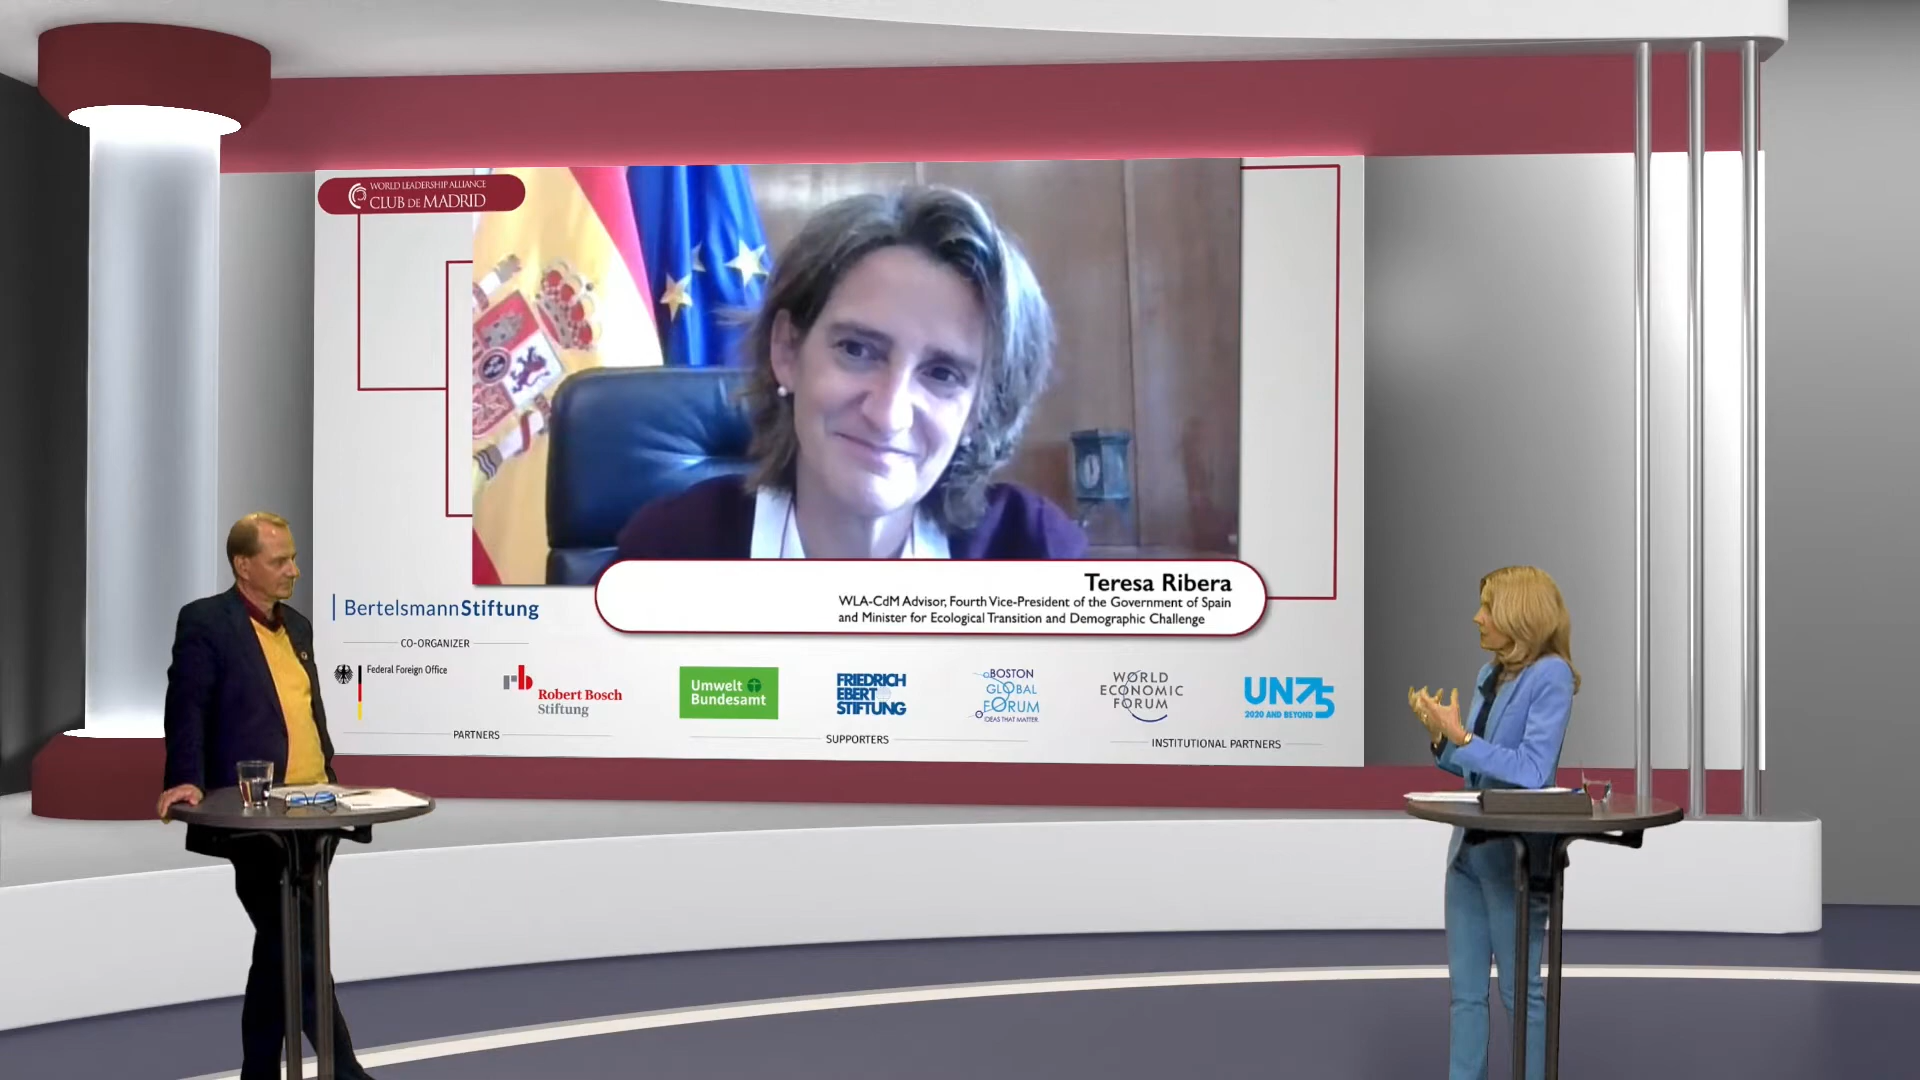 WORLD LEADERSHIP ALLIANCE
CLUB DE MADRID
Teresa Ribera
WLA-CdM Advisor, Fourth Vice-President of the Government of Spain
and Minister for Ecological Transition and Demographic Challenge
BertelsmannStiftung
CO-ORGANIZER
Federal Foreign Office
rb
Robert Bosch
Stiftung
PARTNERS
Umwelt
Bundesamt
FRIEDRICH
EBERT
STIFTUNG
BOSTON
GLOBAL
FORUM
IDEAS THAT MATTER
SUPPORTERS
WORLD
ECONOMIC
FORUM
UN75
2020 AND BEYOND
INSTITUTIONAL PARTNERS